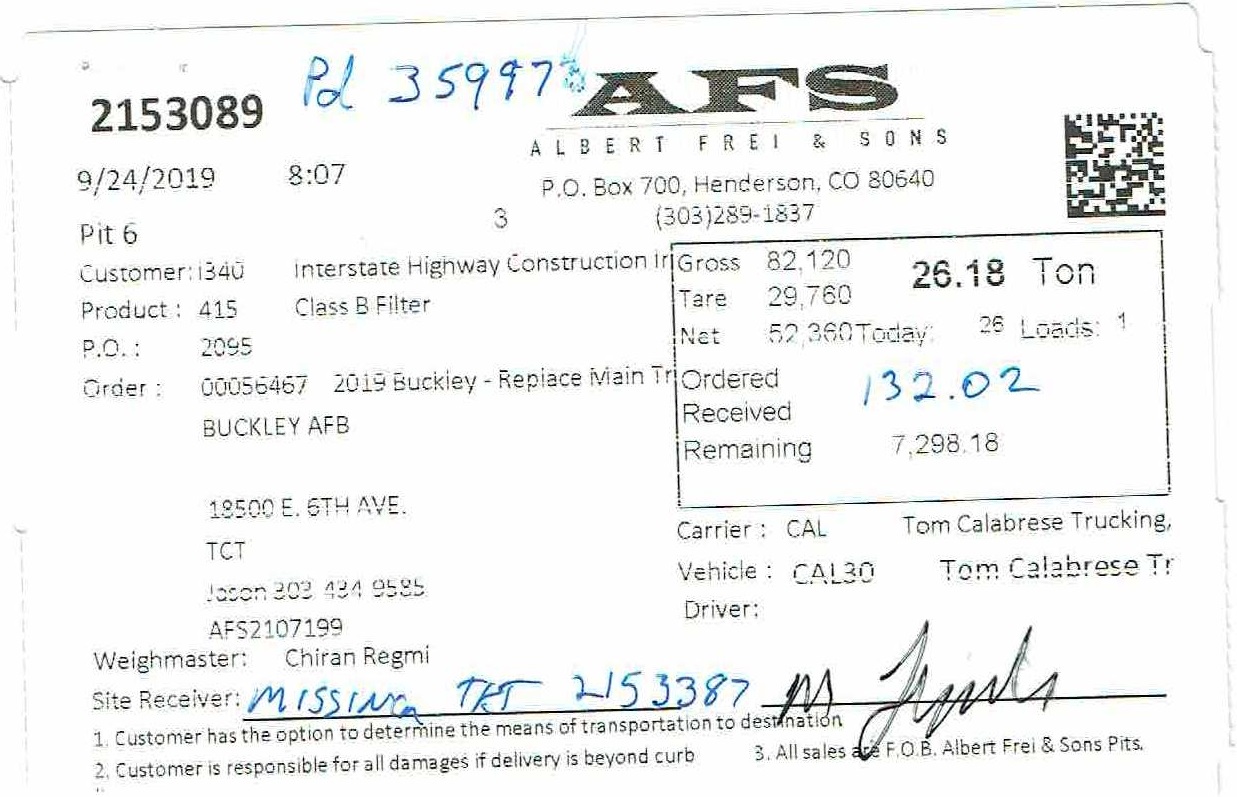 Pd 35997
2153089
AFS
ALBERT FREI & SONS
9/24/2019 8:07
P.O. Box 700, Henderson, CO 80640
3 (303)289-1837
Pit 6
Customer: I340 Interstate Highway Construction In
Product : 415 Class B Filter
P.O. : 2095
Order : 00056467 2019 Buckley - Replace Main Tr
BUCKLEY AFB
18500 E. 6TH AVE.
TCT
Jason 303 434 9585
AFS2107199
Gross 82,120 26.18 Ton
Tare 29,760
Net 52,360 Today: 26 Loads: 1
Ordered 132.02
Received
Remaining 7,298.18
Carrier : CAL Tom Calabrese Trucking,
Vehicle : CAL30 Tom Calabrese Tr
Driver:
Weighmaster: Chiran Regmi
Site Receiver: MISSING TKT 2153387
1. Customer has the option to determine the means of transportation to destination
2. Customer is responsible for all damages if delivery is beyond curb
3. All sales are F.O.B. Albert Frei & Sons Pits.